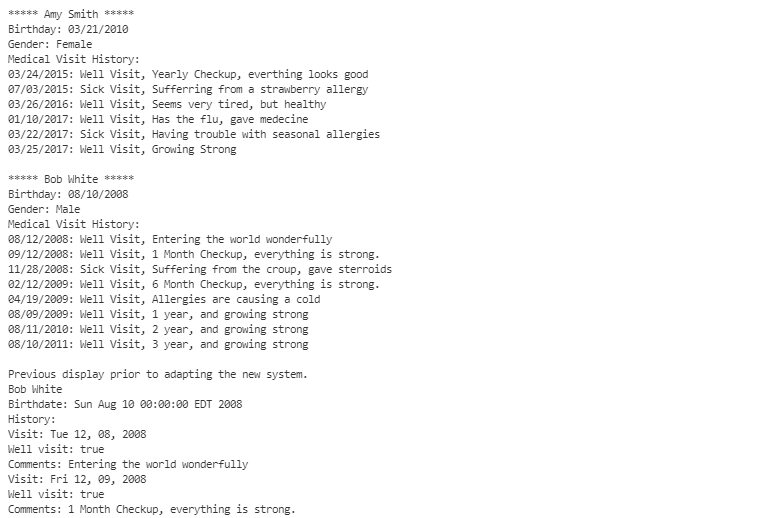 ***** Amy Smith *****
Birthday: 03/21/2010
Gender: Female
Medical Visit History:
03/24/2015: Well Visit, Yearly Checkup, everthing looks good
07/03/2015: Sick Visit, Sufferring from a strawberry allergy
03/26/2016: Well Visit, Seems very tired, but healthy
01/10/2017: Well Visit, Has the flu, gave medecine
03/22/2017: Sick Visit, Having trouble with seasonal allergies
03/25/2017: Well Visit, Growing Strong

***** Bob White *****
Birthday: 08/10/2008
Gender: Male
Medical Visit History:
08/12/2008: Well Visit, Entering the world wonderfully
09/12/2008: Well Visit, 1 Month Checkup, everything is strong.
11/28/2008: Sick Visit, Suffering from the croup, gave sterroids
02/12/2009: Well Visit, 6 Month Checkup, everything is strong.
04/19/2009: Well Visit, Allergies are causing a cold
08/09/2009: Well Visit, 1 year, and growing strong
08/11/2010: Well Visit, 2 year, and growing strong
08/10/2011: Well Visit, 3 year, and growing strong

Previous display prior to adapting the new system.
Bob White
Birthdate: Sun Aug 10 00:00:00 EDT 2008
History:
Visit: Tue 12, 08, 2008
Well visit: true
Comments: Entering the world wonderfully
Visit: Fri 12, 09, 2008
Well visit: true
Comments: 1 Month Checkup, everything is strong.